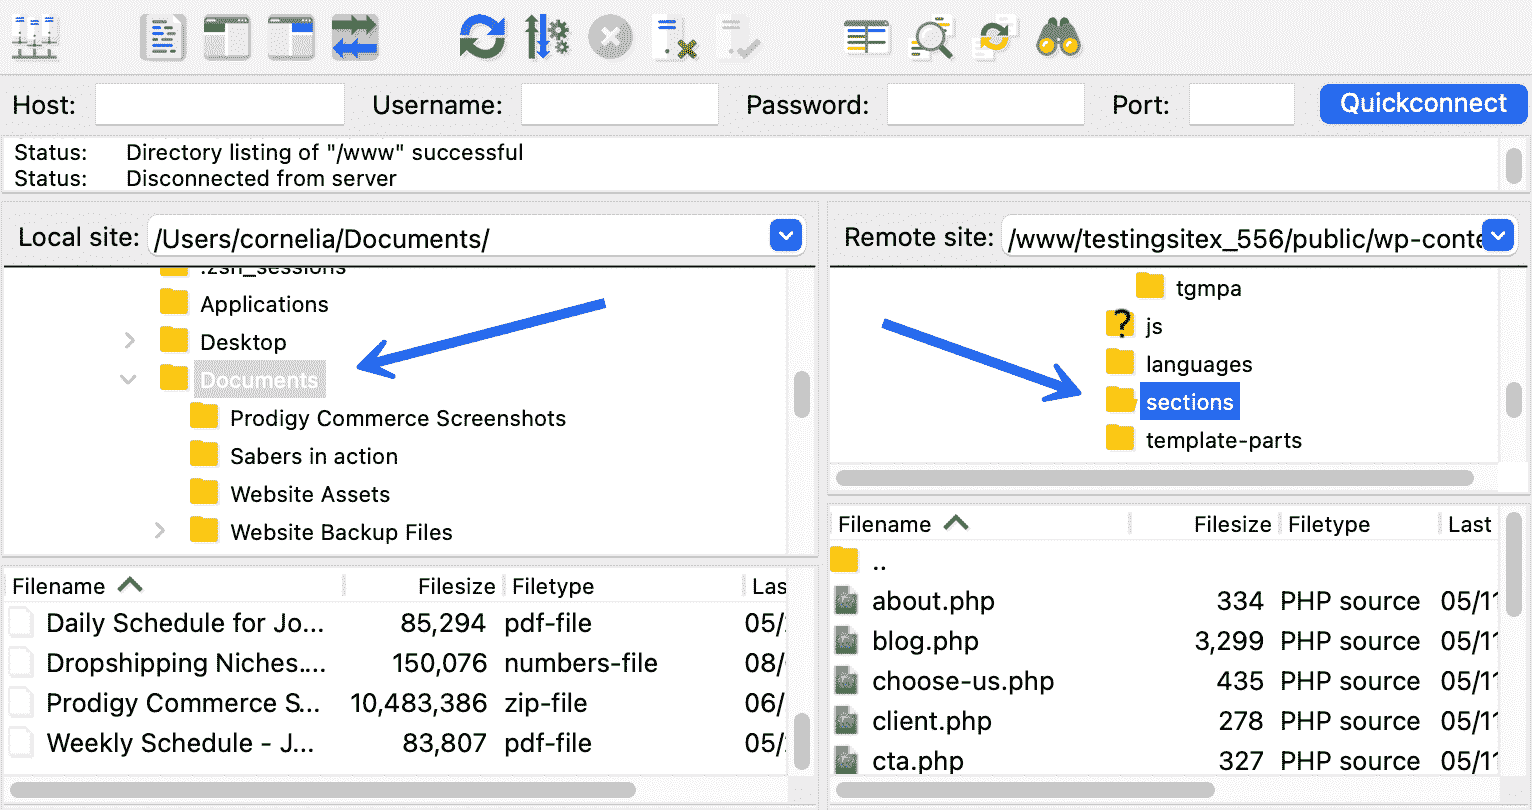 Host: Username: Password: Port: Quickconnect
Status: Directory listing of "/www" successful
Status: Disconnected from server
Local site: /Users/cornelia/Documents/
.zsh_sessions
Applications
Desktop
Documents
Prodigy Commerce Screenshots
Sabers in action
Website Assets
Website Backup Files
Filename Filesize Filetype Las
Daily Schedule for Jo... 85,294 pdf-file 05/
Dropshipping Niches.... 150,076 numbers-file 08/
Prodigy Commerce S... 10,483,386 zip-file 06/
Weekly Schedule - J... 83,807 pdf-file 05/
Remote site: /www/testingsitex_556/public/wp-conte
tgmpa
? js
languages
sections
template-parts
Filename Filesize Filetype Last
..
about.php 334 PHP source 05/11
blog.php 3,299 PHP source 05/11
choose-us.php 435 PHP source 05/11
client.php 278 PHP source 05/11
cta.php 327 PHP source 05/11